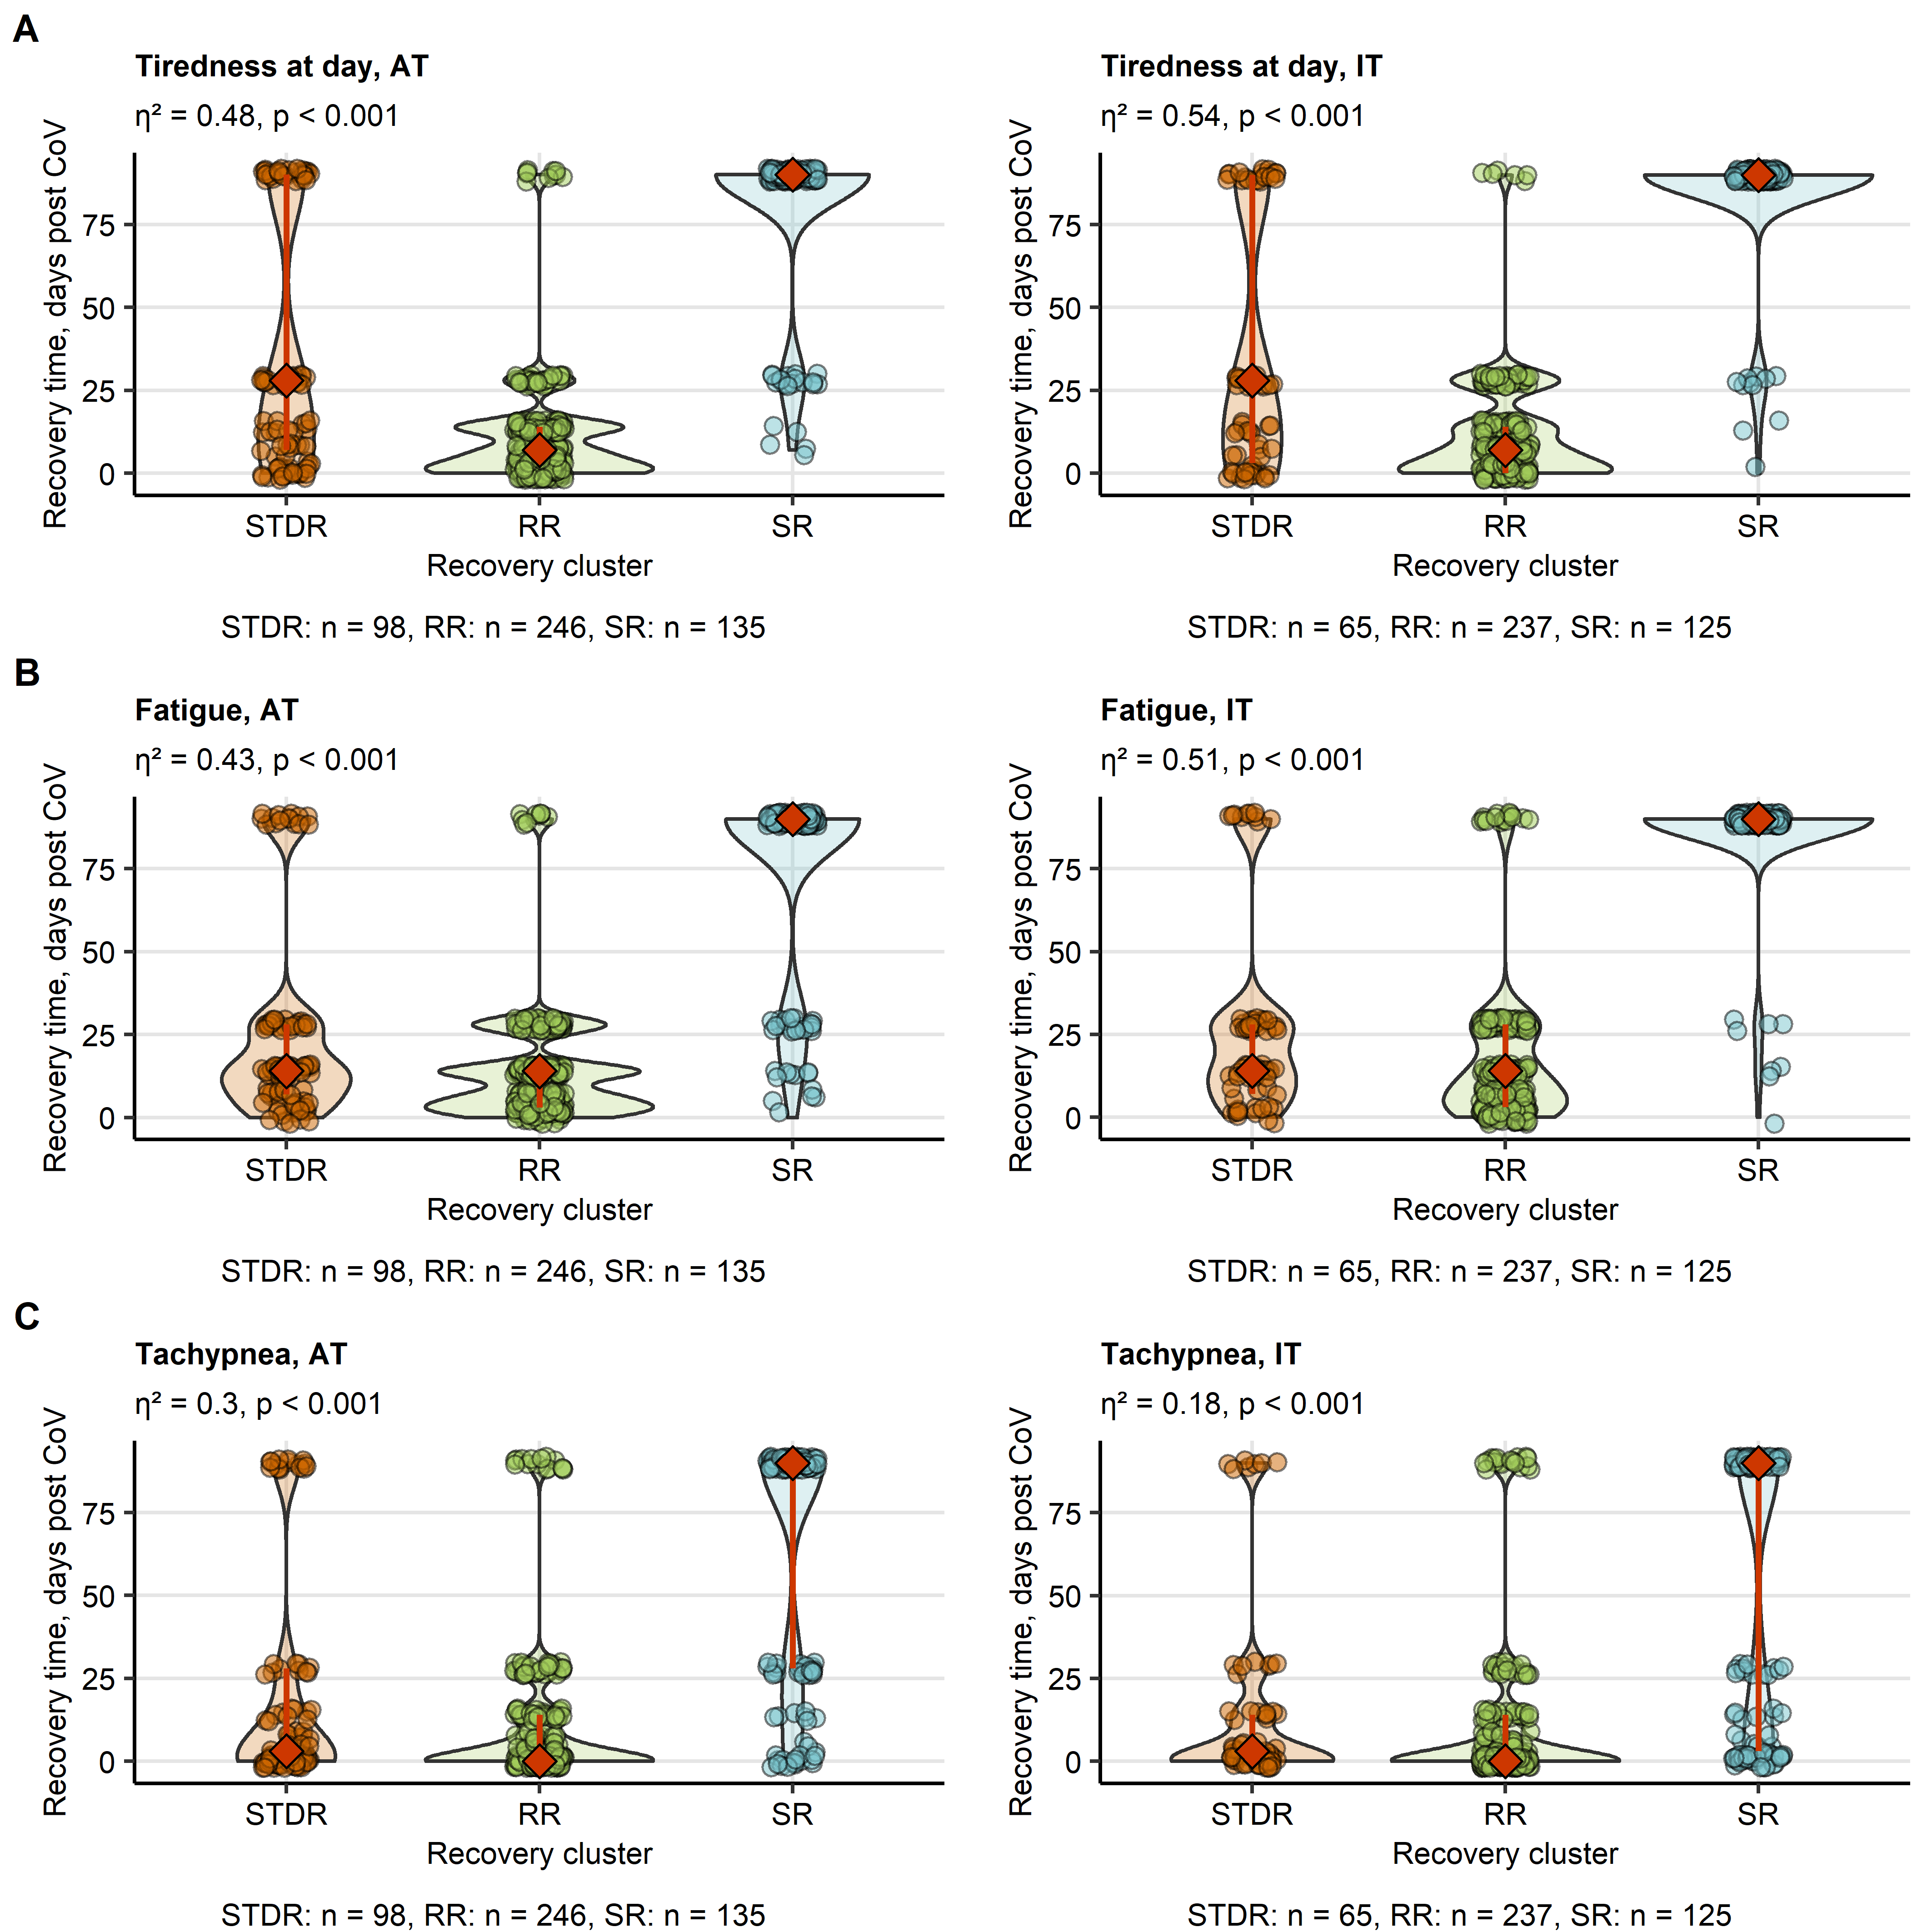 A
Tiredness at day, AT
η² = 0.48, p < 0.001
Recovery time, days post CoV
75
50
25
0
STDR RR SR
Recovery cluster
STDR: n = 98, RR: n = 246, SR: n = 135
Tiredness at day, IT
η² = 0.54, p < 0.001
Recovery time, days post CoV
75
50
25
0
STDR RR SR
Recovery cluster
STDR: n = 65, RR: n = 237, SR: n = 125
B
Fatigue, AT
η² = 0.43, p < 0.001
Recovery time, days post CoV
75
50
25
0
STDR RR SR
Recovery cluster
STDR: n = 98, RR: n = 246, SR: n = 135
Fatigue, IT
η² = 0.51, p < 0.001
Recovery time, days post CoV
75
50
25
0
STDR RR SR
Recovery cluster
STDR: n = 65, RR: n = 237, SR: n = 125
C
Tachypnea, AT
η² = 0.3, p < 0.001
Recovery time, days post CoV
75
50
25
0
STDR RR SR
Recovery cluster
STDR: n = 98, RR: n = 246, SR: n = 135
Tachypnea, IT
η² = 0.18, p < 0.001
Recovery time, days post CoV
75
50
25
0
STDR RR SR
Recovery cluster
STDR: n = 65, RR: n = 237, SR: n = 125